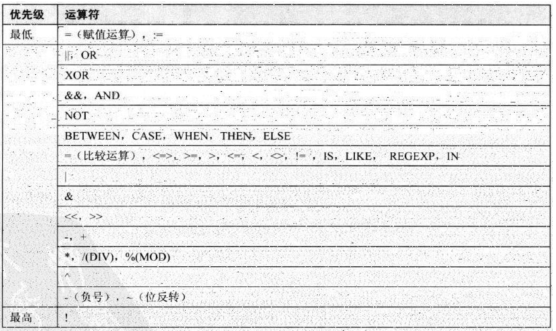 优先级 运算符
最低 =（赋值运算），:=
||，OR
XOR
&&，AND
NOT
BETWEEN，CASE，WHEN，THEN，ELSE
=（比较运算），<=>，>=，>，<=，<，<>，!=，IS，LIKE，REGEXP，IN
|
&
<<，>>
-，+
*，/(DIV)，%(MOD)
^
-（负号），~（位反转）
最高 !